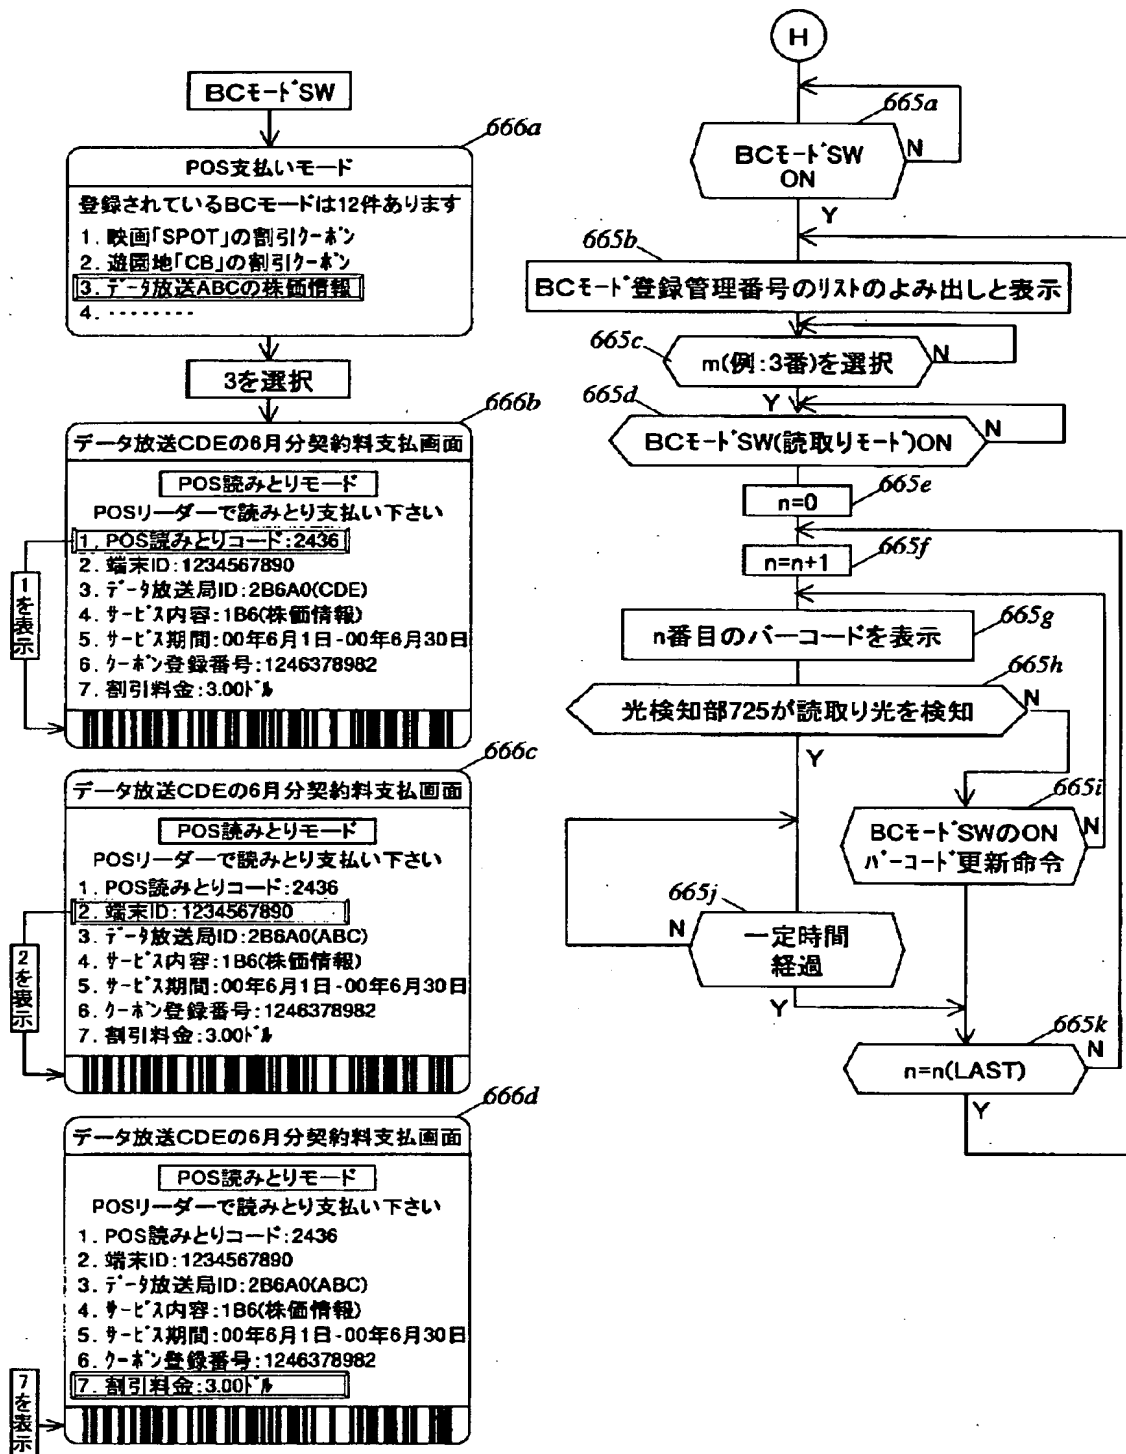 BCモードSW
666a
POS支払いモード
登録されているBCモードは12件あります
1. 映画「SPOT」の割引クーポン
2. 遊園地「CB」の割引クーポン
3. データ放送ABCの株価情報
4. ････････
3を選択
666b
データ放送CDEの6月分契約料支払画面
POS読みとりモード
POSリーダーで読みとり支払い下さい
1. POS読みとりコード:2436
2. 端末ID:1234567890
3. データ放送局ID:2B6A0(CDE)
4. サービス内容:1B6(株価情報)
5. サービス期間:00年6月1日-00年6月30日
6. クーポン登録番号:1246378982
7. 割引料金:3.00ドル
1を表示
666c
データ放送CDEの6月分契約料支払画面
POS読みとりモード
POSリーダーで読みとり支払い下さい
1. POS読みとりコード:2436
2. 端末ID:1234567890
3. データ放送局ID:2B6A0(ABC)
4. サービス内容:1B6(株価情報)
5. サービス期間:00年6月1日-00年6月30日
6. クーポン登録番号:1246378982
7. 割引料金:3.00ドル
2を表示
666d
データ放送CDEの6月分契約料支払画面
POS読みとりモード
POSリーダーで読みとり支払い下さい
1. POS読みとりコード:2436
2. 端末ID:1234567890
3. データ放送局ID:2B6A0(ABC)
4. サービス内容:1B6(株価情報)
5. サービス期間:00年6月1日-00年6月30日
6. クーポン登録番号:1246378982
7. 割引料金:3.00ドル
7を表示
H
665a
BCモードSW
ON
N
Y
665b
BCモード登録管理番号のリストのよみ出しと表示
665c
m(例:3番)を選択
N
Y
665d
BCモードSW(読取りモード)ON
N
665e
n=0
665f
n=n+1
665g
n番目のバーコードを表示
665h
光検知部725が読取り光を検知
N
Y
665i
BCモードSWのON
バーコード更新命令
N
665j
一定時間
経過
N
Y
665k
n=n(LAST)
N
Y